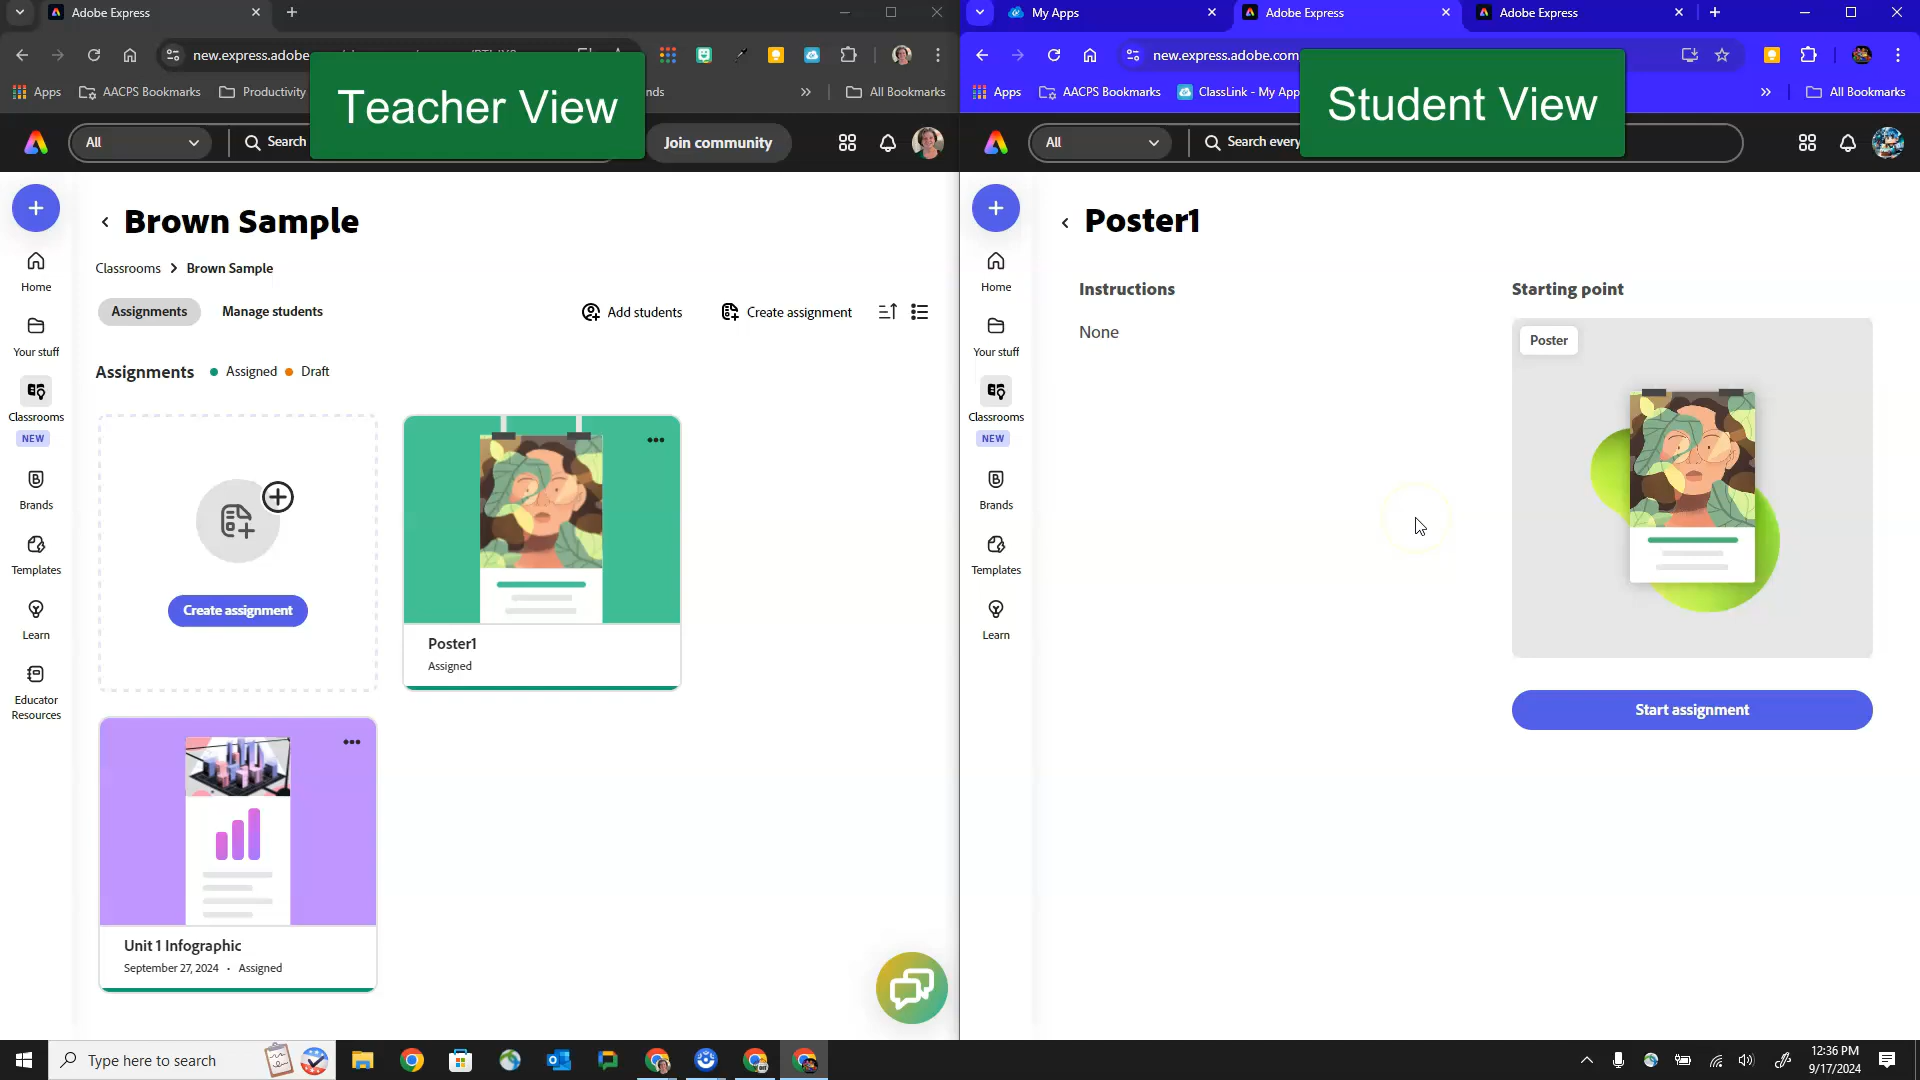 Adobe Express
new.express.adobe
Apps
AACPS Bookmarks
Productivity
nds
All Bookmarks
Teacher View
All
Search
Join community
Brown Sample
Classrooms > Brown Sample
Assignments
Manage students
Add students
Create assignment
Assignments
Assigned
Draft
Home
Your stuff
Classrooms
NEW
Brands
Templates
Learn
Educator
Resources
Create assignment
Poster1
Assigned
Unit 1 Infographic
September 27, 2024 • Assigned
My Apps
Adobe Express
Adobe Express
new.express.adobe.com
Apps
AACPS Bookmarks
ClassLink - My App
All Bookmarks
Student View
All
Search every
Poster1
Instructions
None
Starting point
Poster
Start assignment
Home
Your stuff
Classrooms
NEW
Brands
Templates
Learn
Type here to search
12:36 PM
9/17/2024